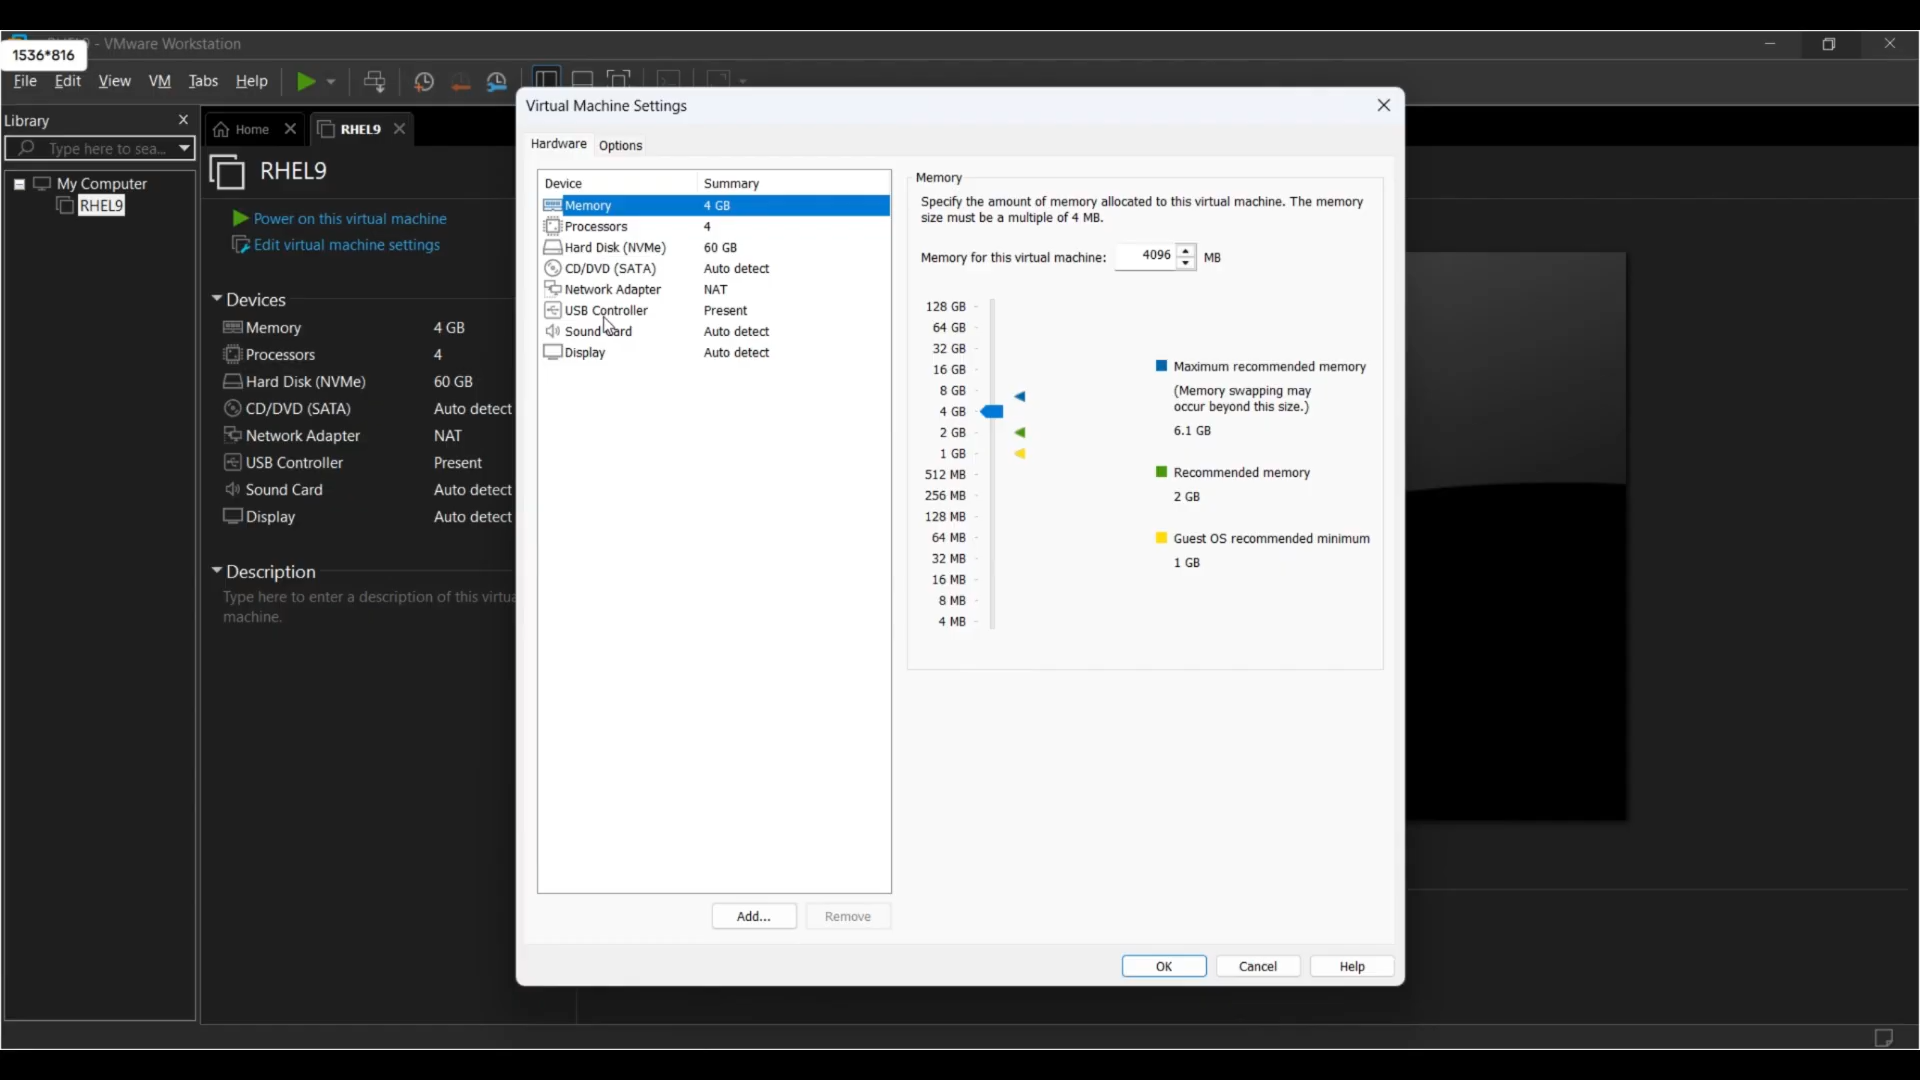 - VMware Workstation
1536*816
File Edit View VM Tabs Help
Library
Type here to sea...
My Computer
RHEL9
Home
RHEL9
RHEL9
Power on this virtual machine
Edit virtual machine settings
Devices
Memory 4 GB
Processors 4
Hard Disk (NVMe) 60 GB
CD/DVD (SATA) Auto detect
Network Adapter NAT
USB Controller Present
Sound Card Auto detect
Display Auto detect
Description
Type here to enter a description of this virtua
machine.
Virtual Machine Settings
Hardware Options
Device Summary
Memory 4 GB
Processors 4
Hard Disk (NVMe) 60 GB
CD/DVD (SATA) Auto detect
Network Adapter NAT
USB Controller Present
Sound Card Auto detect
Display Auto detect
Add... Remove
Memory
Specify the amount of memory allocated to this virtual machine. The memory
size must be a multiple of 4 MB.
Memory for this virtual machine: 4096 MB
128 GB
64 GB
32 GB
16 GB
8 GB
4 GB
2 GB
1 GB
512 MB
256 MB
128 MB
64 MB
32 MB
16 MB
8 MB
4 MB
Maximum recommended memory
(Memory swapping may
occur beyond this size.)
6.1 GB
Recommended memory
2 GB
Guest OS recommended minimum
1 GB
OK Cancel Help